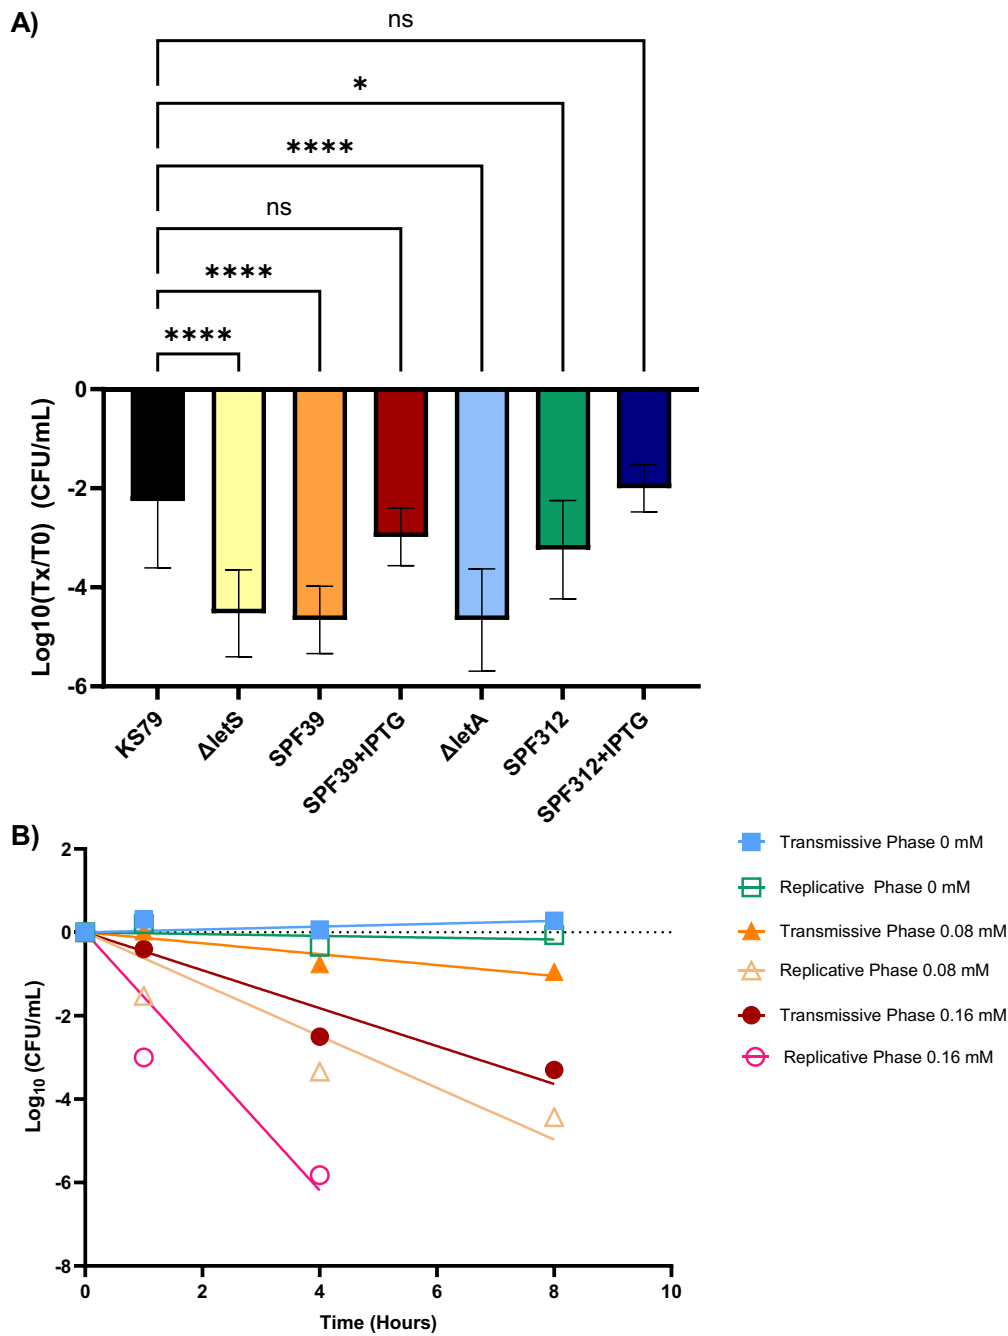 A)
ns
*
****
ns
****
****
Log10(Tx/T0) (CFU/mL)
0
-2
-4
-6
KS79
ΔletS
SPF39
SPF39+IPTG
ΔletA
SPF312
SPF312+IPTG
B)
Log10 (CFU/mL)
2
0
-2
-4
-6
-8
0
2
4
6
8
10
Time (Hours)
Transmissive Phase 0 mM
Replicative Phase 0 mM
Transmissive Phase 0.08 mM
Replicative Phase 0.08 mM
Transmissive Phase 0.16 mM
Replicative Phase 0.16 mM